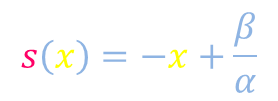 s(x) = −x + β/α